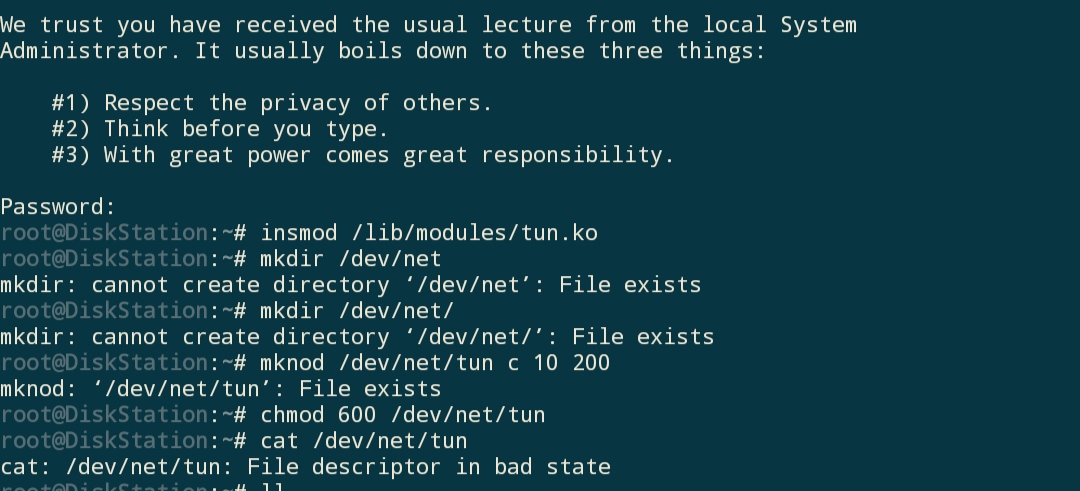 We trust you have received the usual lecture from the local System
Administrator. It usually boils down to these three things:
#1) Respect the privacy of others.
#2) Think before you type.
#3) With great power comes great responsibility.
Password:
root@DiskStation:~# insmod /lib/modules/tun.ko
root@DiskStation:~# mkdir /dev/net
mkdir: cannot create directory ‘/dev/net’: File exists
root@DiskStation:~# mkdir /dev/net/
mkdir: cannot create directory ‘/dev/net/’: File exists
root@DiskStation:~# mknod /dev/net/tun c 10 200
mknod: ‘/dev/net/tun’: File exists
root@DiskStation:~# chmod 600 /dev/net/tun
root@DiskStation:~# cat /dev/net/tun
cat: /dev/net/tun: File descriptor in bad state
root@DiskStation:~# ll